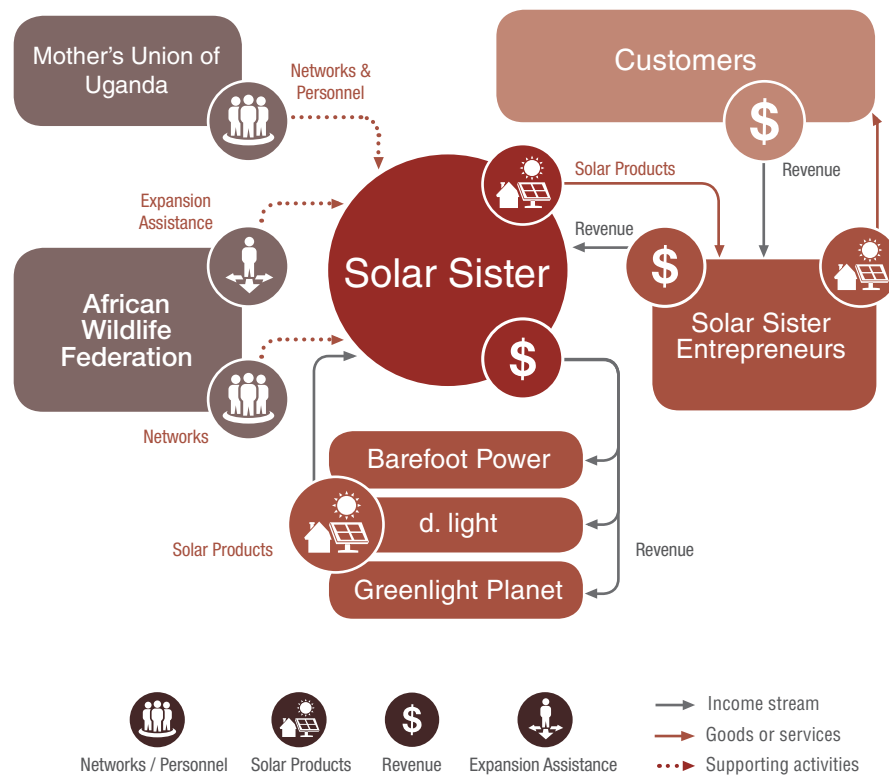 Mother's Union of
Uganda
Networks &
Personnel
Customers
$
Revenue
Solar Products
Expansion
Assistance
Revenue
Solar Sister
$
African
Wildlife
Federation
Solar Sister
Entrepreneurs
$
Networks
Barefoot Power
d. light
Solar Products
Revenue
Greenlight Planet
$
Networks / Personnel
Solar Products
Revenue
Expansion Assistance
Income stream
Goods or services
Supporting activities